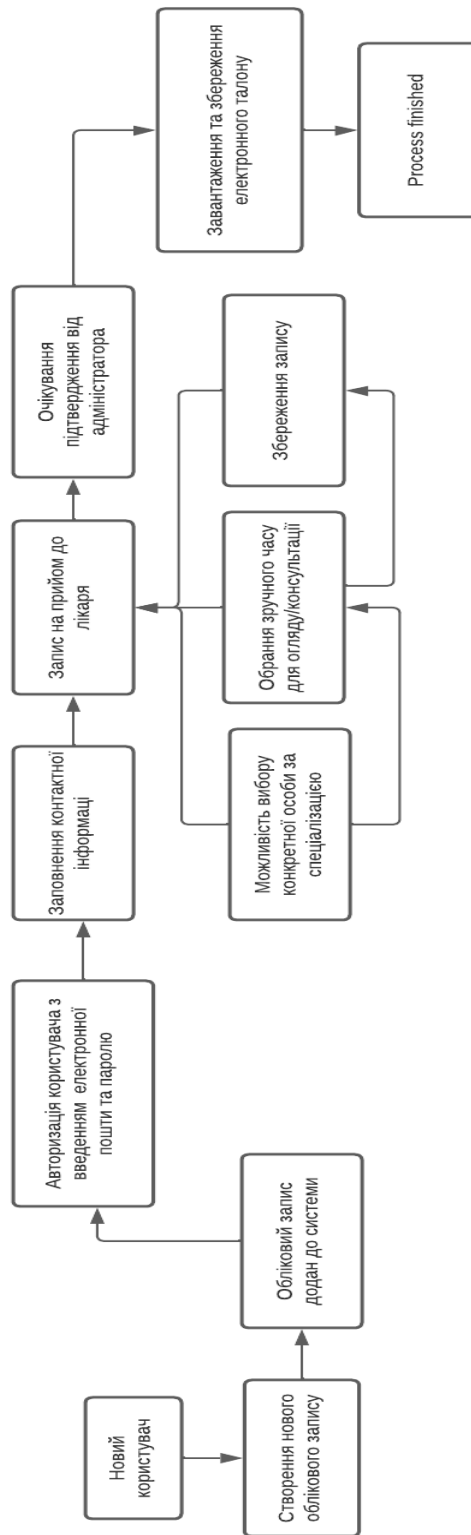 Новий
користувач
Створення нового
облікового запису
Обліковий запис
додан до системи
Авторизація користувача з
введенням електронної
пошти та паролю
Заповнення контактної
інформаці
Запис на прийом до
лікаря
Можливість вибору
конкретної особи за
спеціалізацією
Обрання зручного часу
для огляду/консультації
Збереження запису
Очікування
підтвердження від
адміністратора
Завантаження та збереження
електронного талону
Process finished